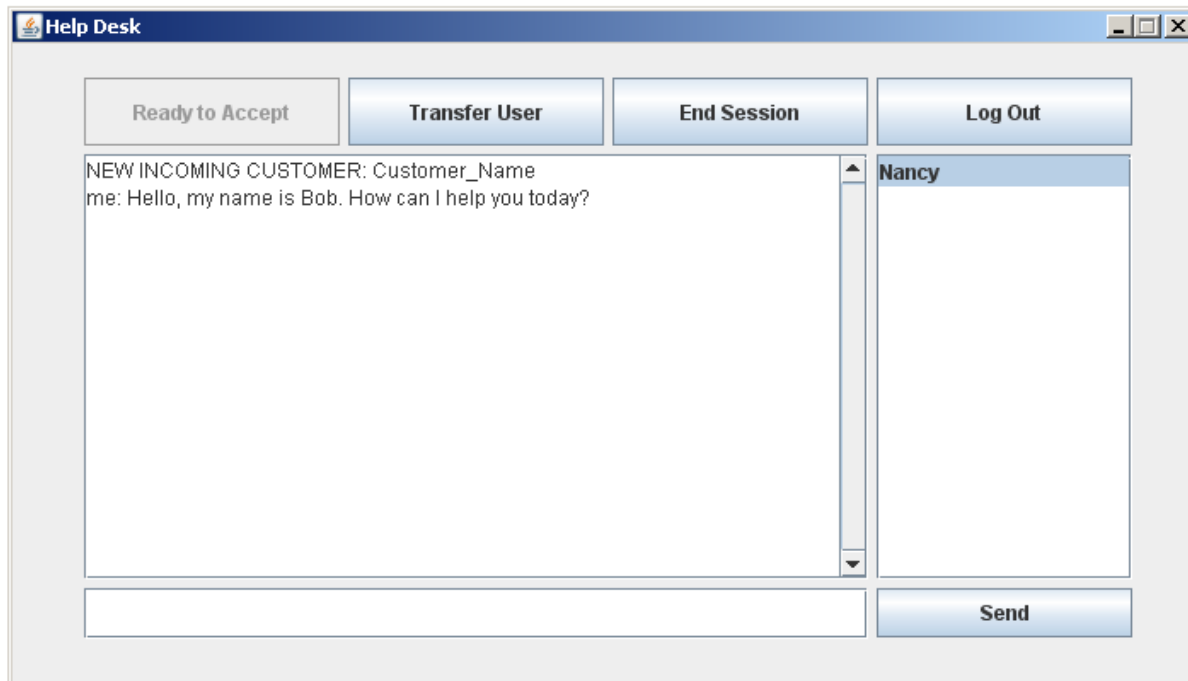 Help Desk
Ready to Accept
Transfer User
End Session
Log Out
NEW INCOMING CUSTOMER: Customer_Name
me: Hello, my name is Bob. How can I help you today?
Nancy
Send